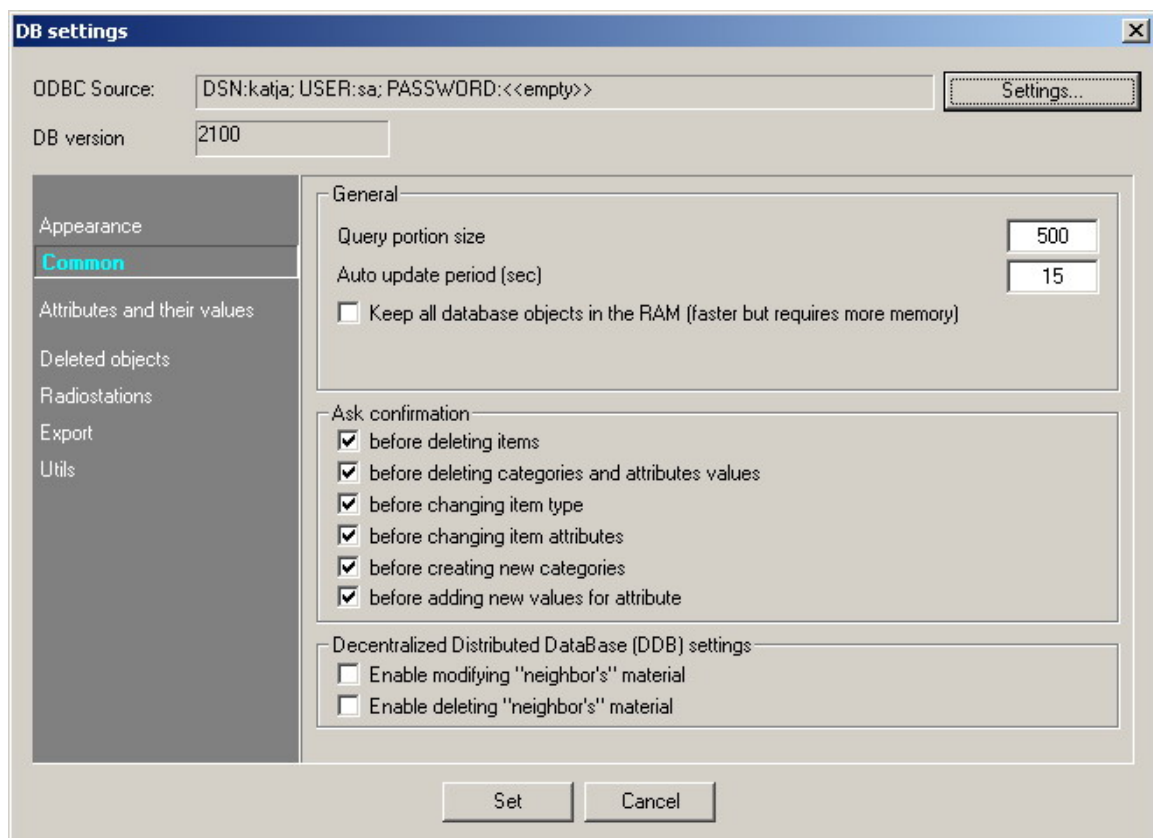 DB settings
ODBC Source: DSN:katja; USER:sa; PASSWORD:<<empty>> Settings...
DB version 2100
Appearance
Common
Attributes and their values
Deleted objects
Radiostations
Export
Utils
General
Query portion size 500
Auto update period (sec) 15
Keep all database objects in the RAM (faster but requires more memory)
Ask confirmation
before deleting items
before deleting categories and attributes values
before changing item type
before changing item attributes
before creating new categories
before adding new values for attribute
Decentralized Distributed DataBase (DDB) settings
Enable modifying "neighbor's" material
Enable deleting "neighbor's" material
Set Cancel